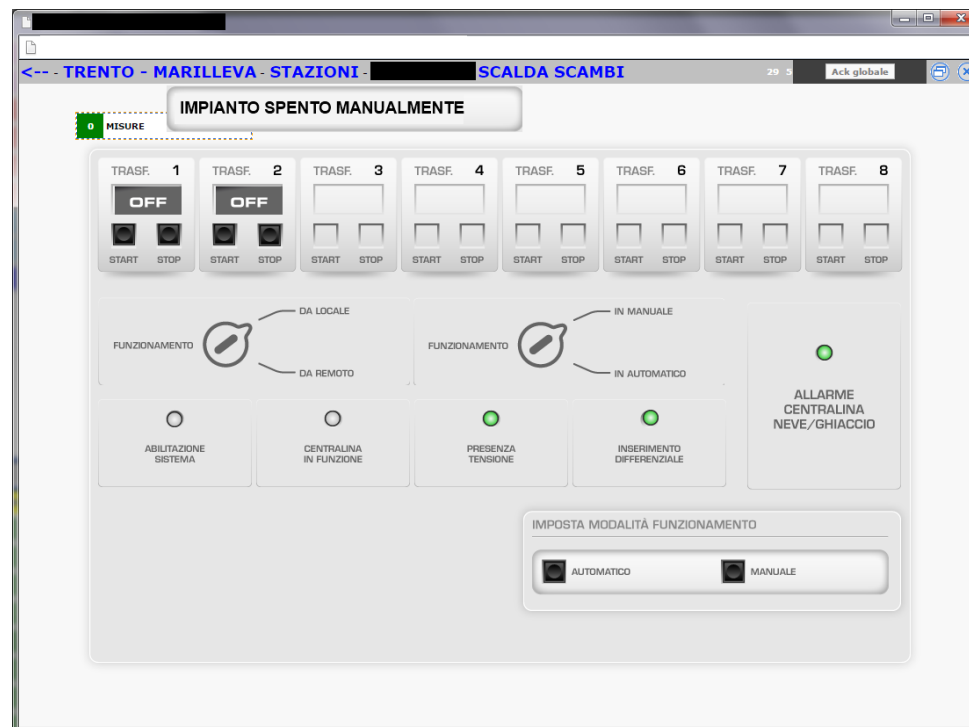 <-- - TRENTO - MARILLEVA - STAZIONI - SCALDA SCAMBI
29 5
Ack globale
IMPIANTO SPENTO MANUALMENTE
0 MISURE
TRASF. 1 TRASF. 2 TRASF. 3 TRASF. 4 TRASF. 5 TRASF. 6 TRASF. 7 TRASF. 8
OFF OFF
START STOP START STOP START STOP START STOP START STOP START STOP START STOP START STOP
DA LOCALE
FUNZIONAMENTO
DA REMOTO
IN MANUALE
FUNZIONAMENTO
IN AUTOMATICO
ALLARME
CENTRALINA
NEVE/GHIACCIO
ABILITAZIONE
SISTEMA
CENTRALINA
IN FUNZIONE
PRESENZA
TENSIONE
INSERIMENTO
DIFFERENZIALE
IMPOSTA MODALITÀ FUNZIONAMENTO
AUTOMATICO MANUALE